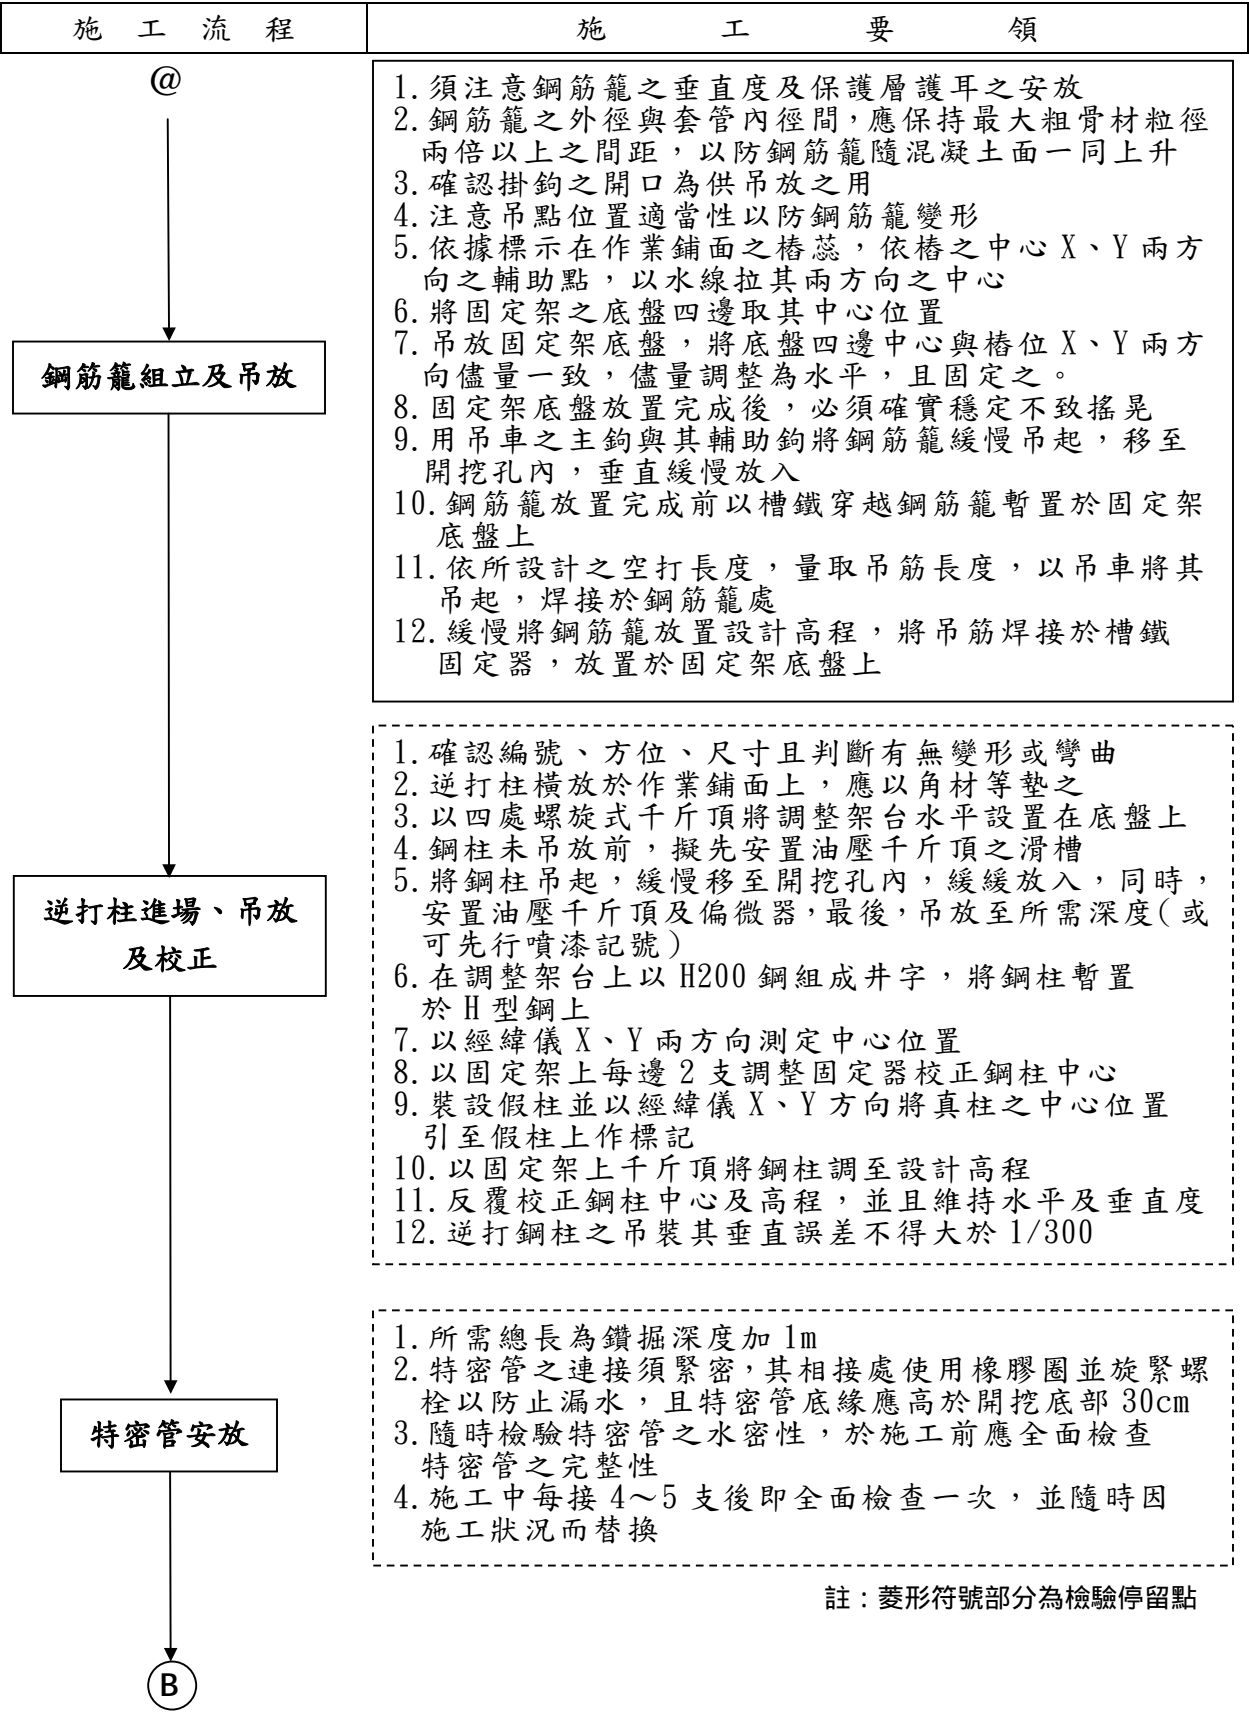 施工流程
施工要領
@
1.須注意鋼筋籠之垂直度及保護層護耳之安放
2.鋼筋籠之外徑與套管內徑間，應保持最大粗骨材粒徑
兩倍以上之間距，以防鋼筋籠隨混凝土面一同上升
3.確認掛鉤之開口為供吊放之用
4.注意吊點位置適當性以防鋼筋籠變形
5.依據標示在作業鋪面之樁蕊，依樁之中心 X、Y 兩方
向之輔助點，以水線拉其兩方向之中心
6.將固定架之底盤四邊取其中心位置
7.吊放固定架底盤，將底盤四邊中心與樁位 X、Y 兩方
向儘量一致，儘量調整為水平，且固定之。
8.固定架底盤放置完成後，必須確實穩定不致搖晃
9.用吊車之主鉤與其輔助鉤將鋼筋籠緩慢吊起，移至
開挖孔內，垂直緩慢放入
10.鋼筋籠放置完成前以槽鐵穿越鋼筋籠暫置於固定架
底盤上
11.依所設計之空打長度，量取吊筋長度，以吊車將其
吊起，焊接於鋼筋籠處
12.緩慢將鋼筋籠放置設計高程，將吊筋焊接於槽鐵
固定器，放置於固定架底盤上
鋼筋籠組立及吊放
1.確認編號、方位、尺寸且判斷有無變形或彎曲
2.逆打柱橫放於作業鋪面上，應以角材等墊之
3.以四處螺旋式千斤頂將調整架台水平設置在底盤上
4.鋼柱未吊放前，擬先安置油壓千斤頂之滑槽
5.將鋼柱吊起，緩慢移至開挖孔內，緩緩放入，同時，
安置油壓千斤頂及偏微器，最後，吊放至所需深度(或
可先行噴漆記號)
6.在調整架台上以 H200 鋼組成井字，將鋼柱暫置
於 H 型鋼上
7.以經緯儀 X、Y 兩方向測定中心位置
8.以固定架上每邊 2 支調整固定器校正鋼柱中心
9.裝設假柱並以經緯儀 X、Y 方向將真柱之中心位置
引至假柱上作標記
10.以固定架上千斤頂將鋼柱調至設計高程
11.反覆校正鋼柱中心及高程，並且維持水平及垂直度
12.逆打鋼柱之吊裝其垂直誤差不得大於 1/300
逆打柱進場、吊放
及校正
1.所需總長為鑽掘深度加 1m
2.特密管之連接須緊密，其相接處使用橡膠圈並旋緊螺
栓以防止漏水，且特密管底緣應高於開挖底部 30cm
3.隨時檢驗特密管之水密性，於施工前應全面檢查
特密管之完整性
4.施工中每接 4～5 支後即全面檢查一次，並隨時因
施工狀況而替換
特密管安放
註：菱形符號部分為檢驗停留點
B